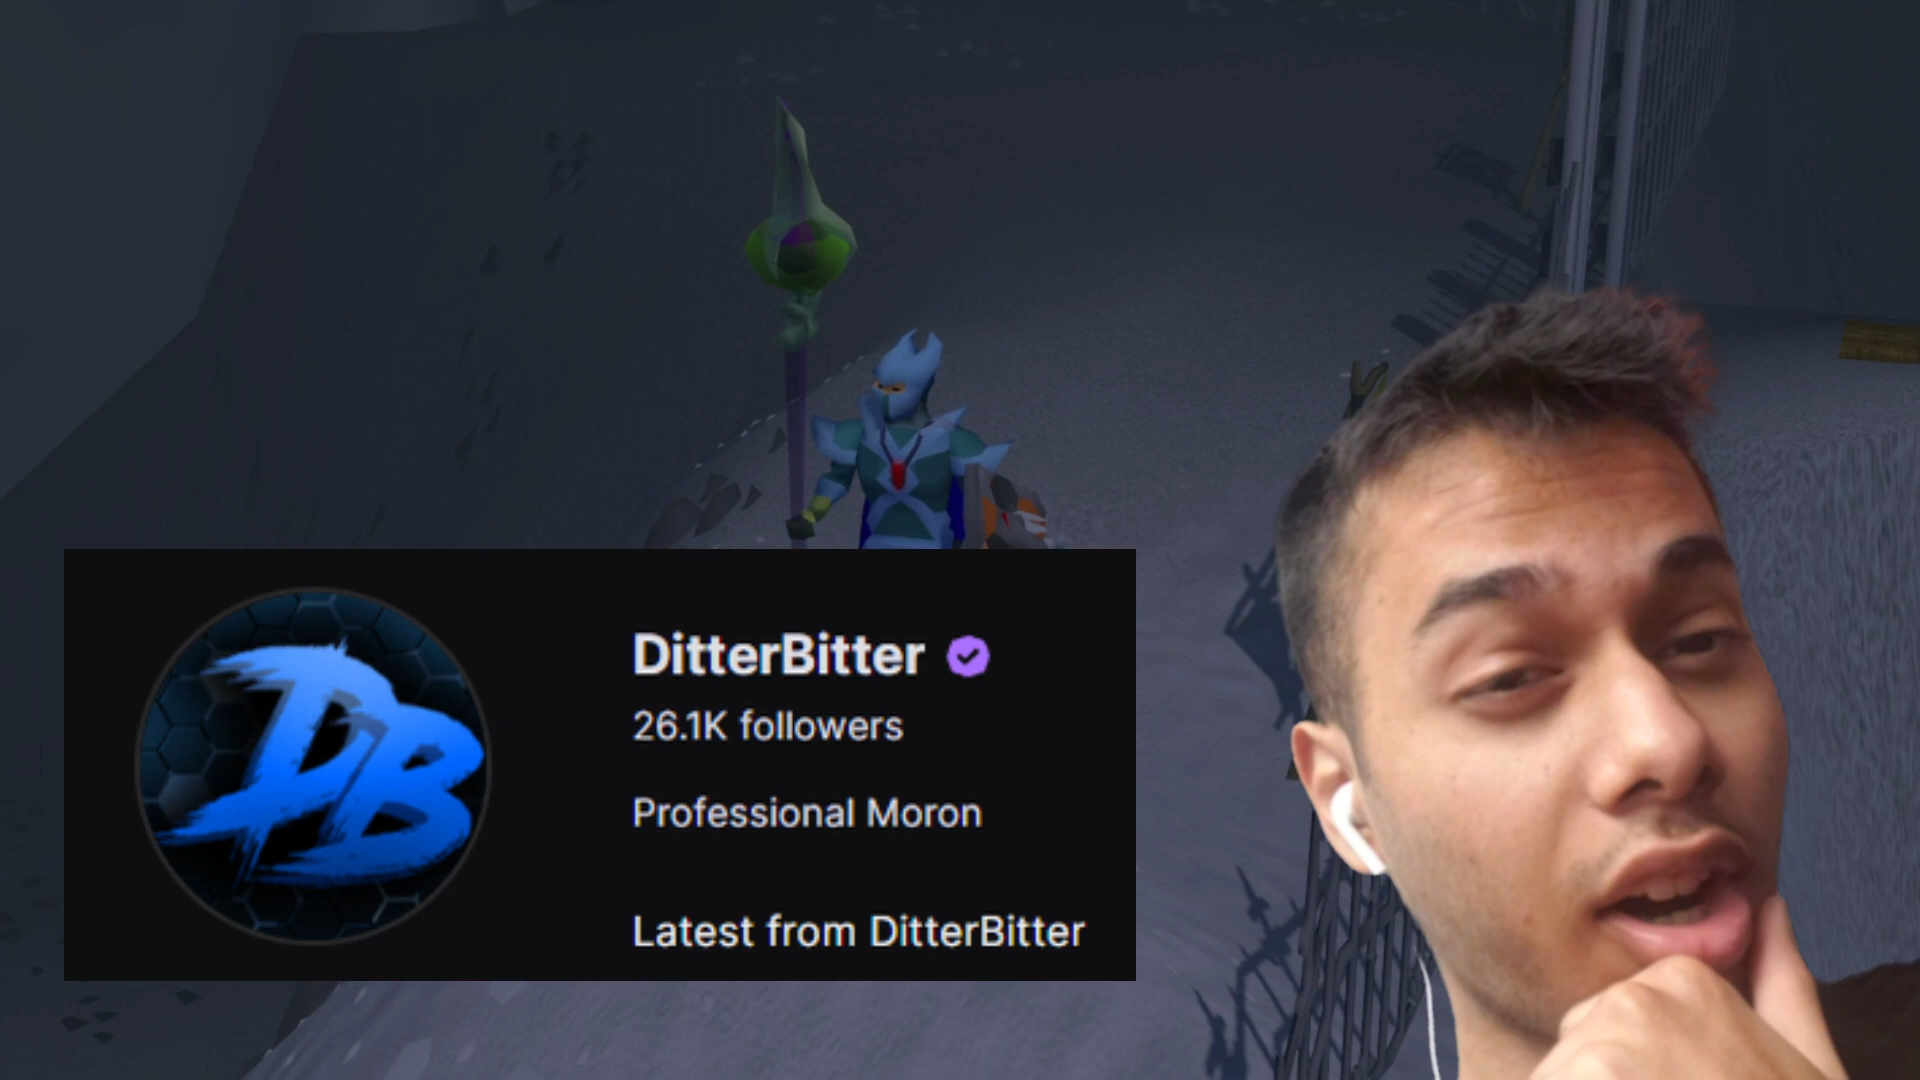 DB
DitterBitter
26.1K followers
Professional Moron
Latest from DitterBitter